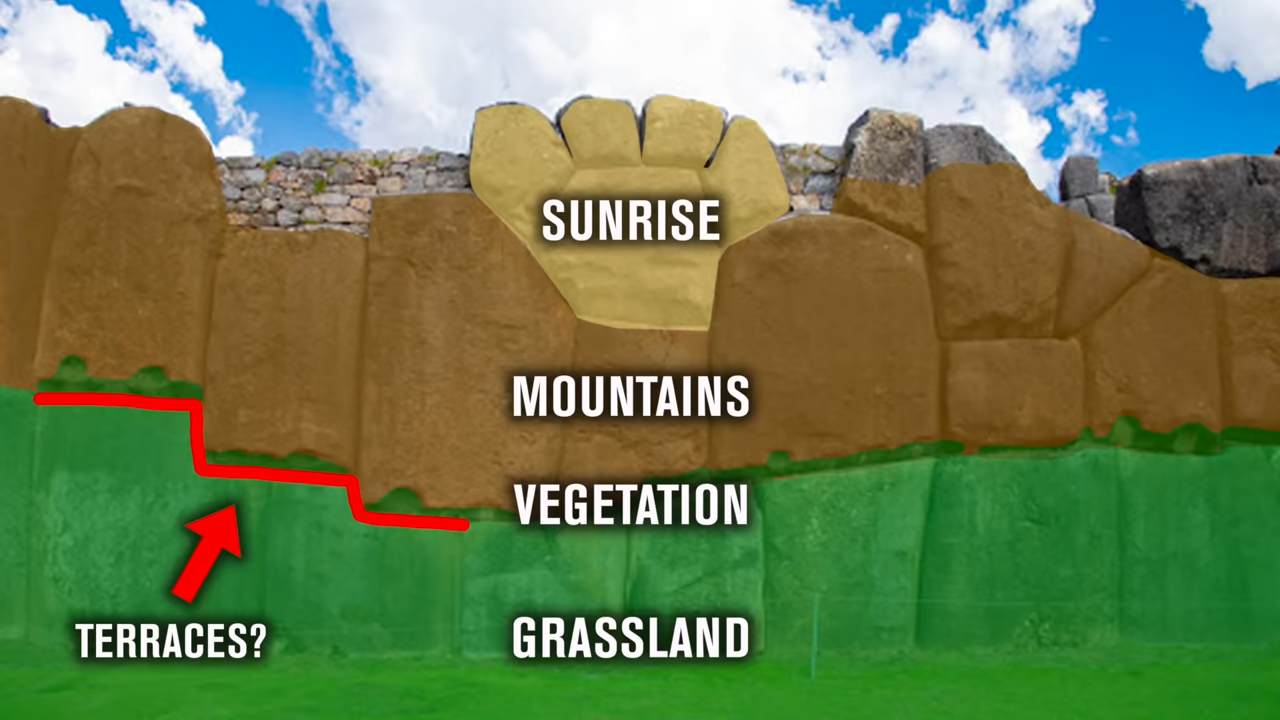 SUNRISE
MOUNTAINS
VEGETATION
TERRACES?
GRASSLAND